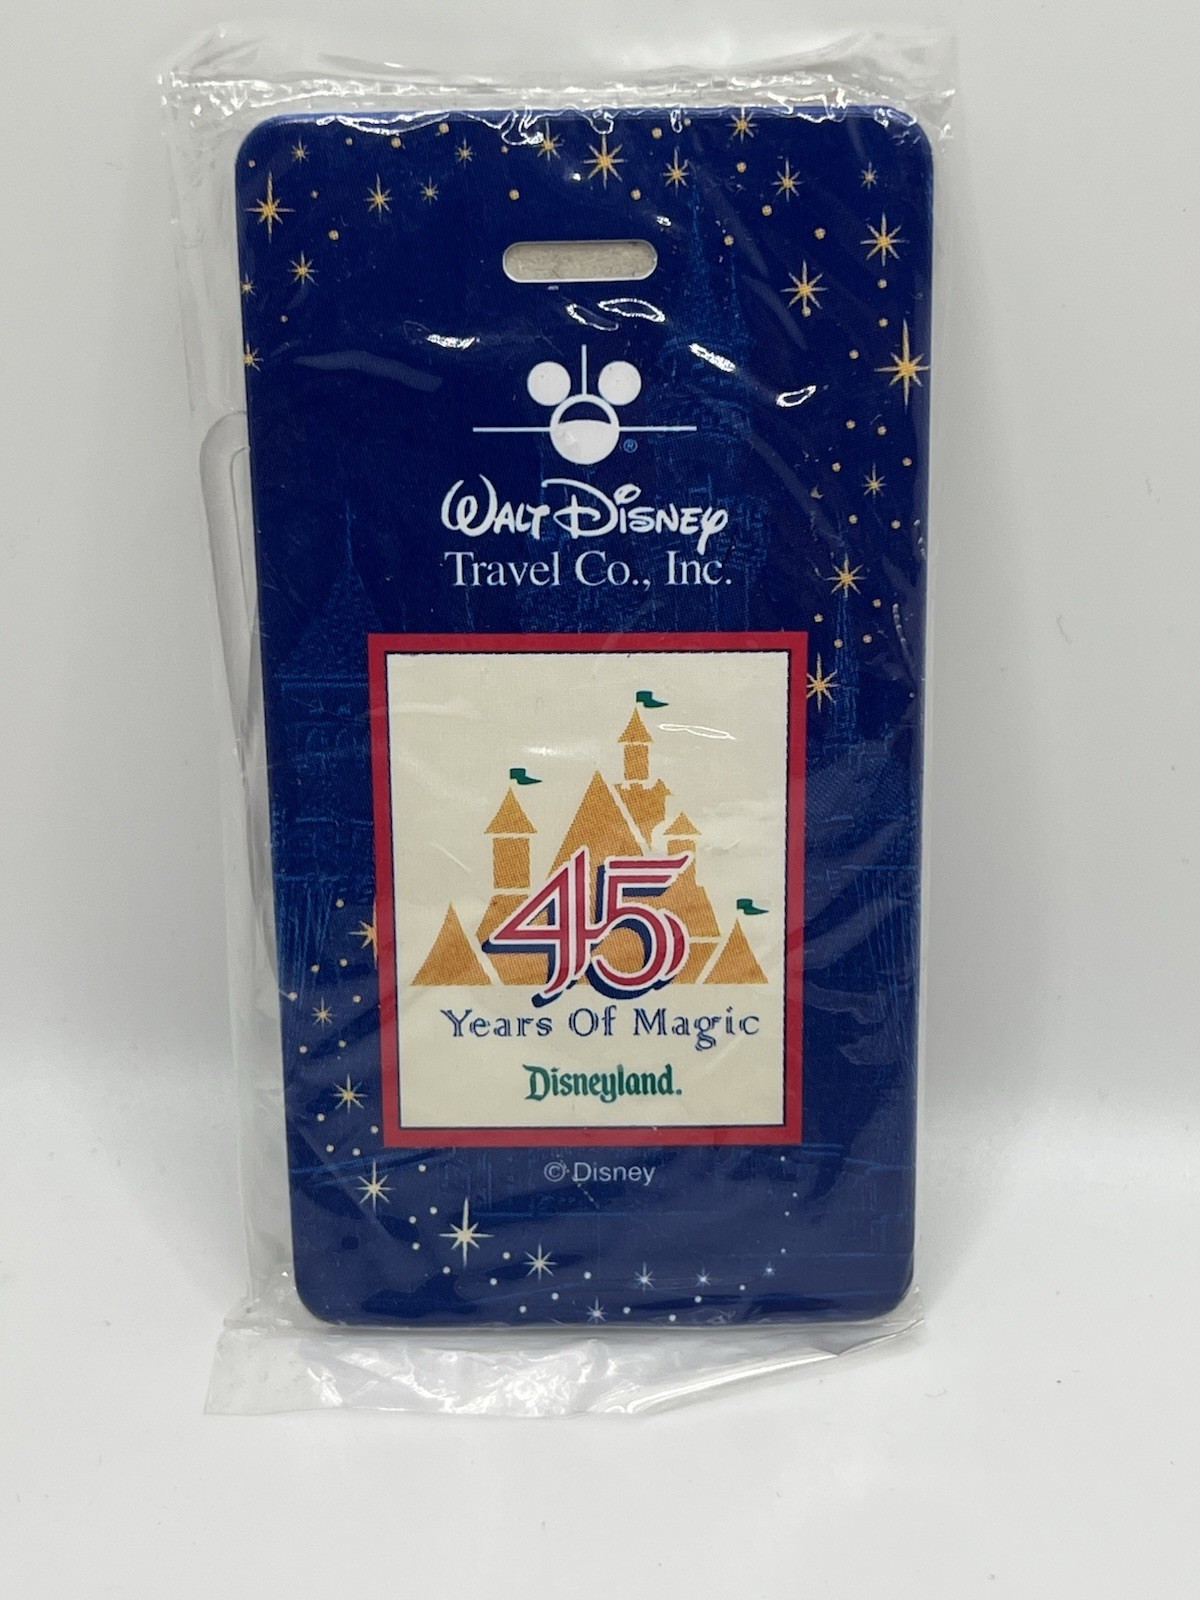 ®
Walt Disney
Travel Co., Inc.
45
Years Of Magic
Disneyland.
© Disney